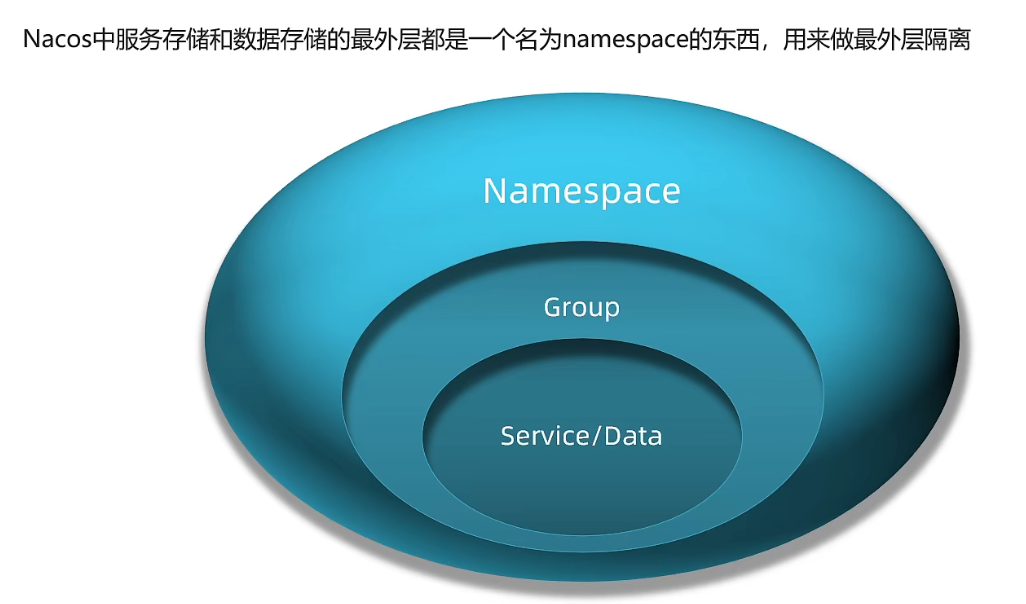 Nacos中服务存储和数据存储的最外层都是一个名为namespace的东西，用来做最外层隔离
Namespace
Group
Service/Data